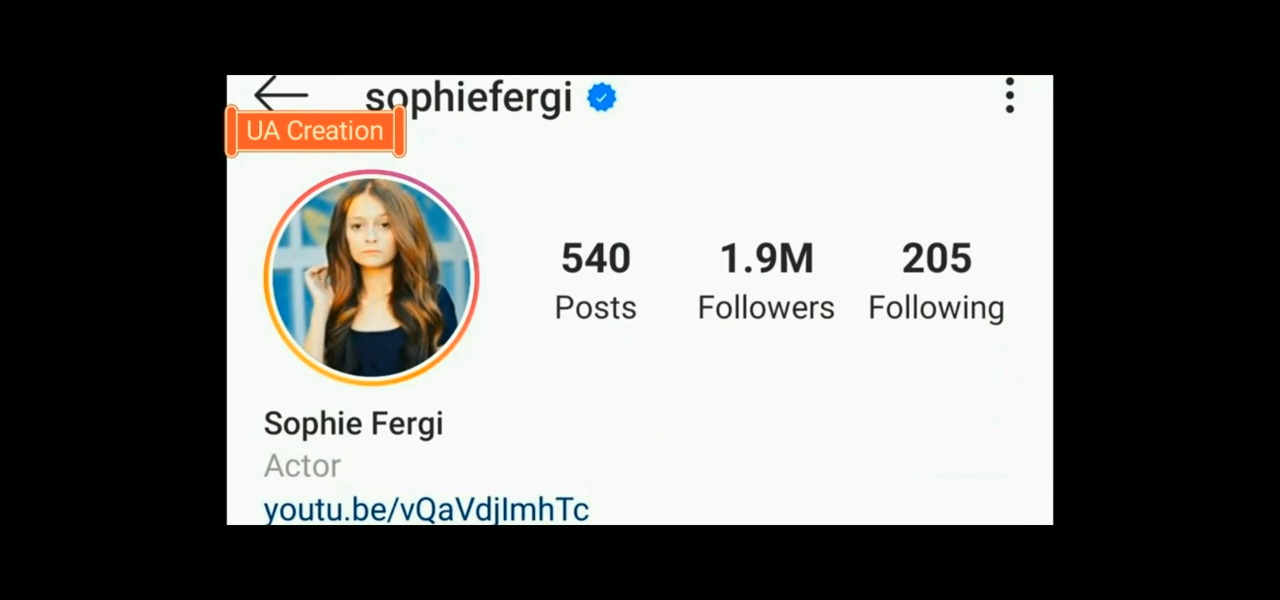 sophiefergi
UA Creation
540 1.9M 205
Posts Followers Following
Sophie Fergi
Actor
youtu.be/vQaVdjImhTc